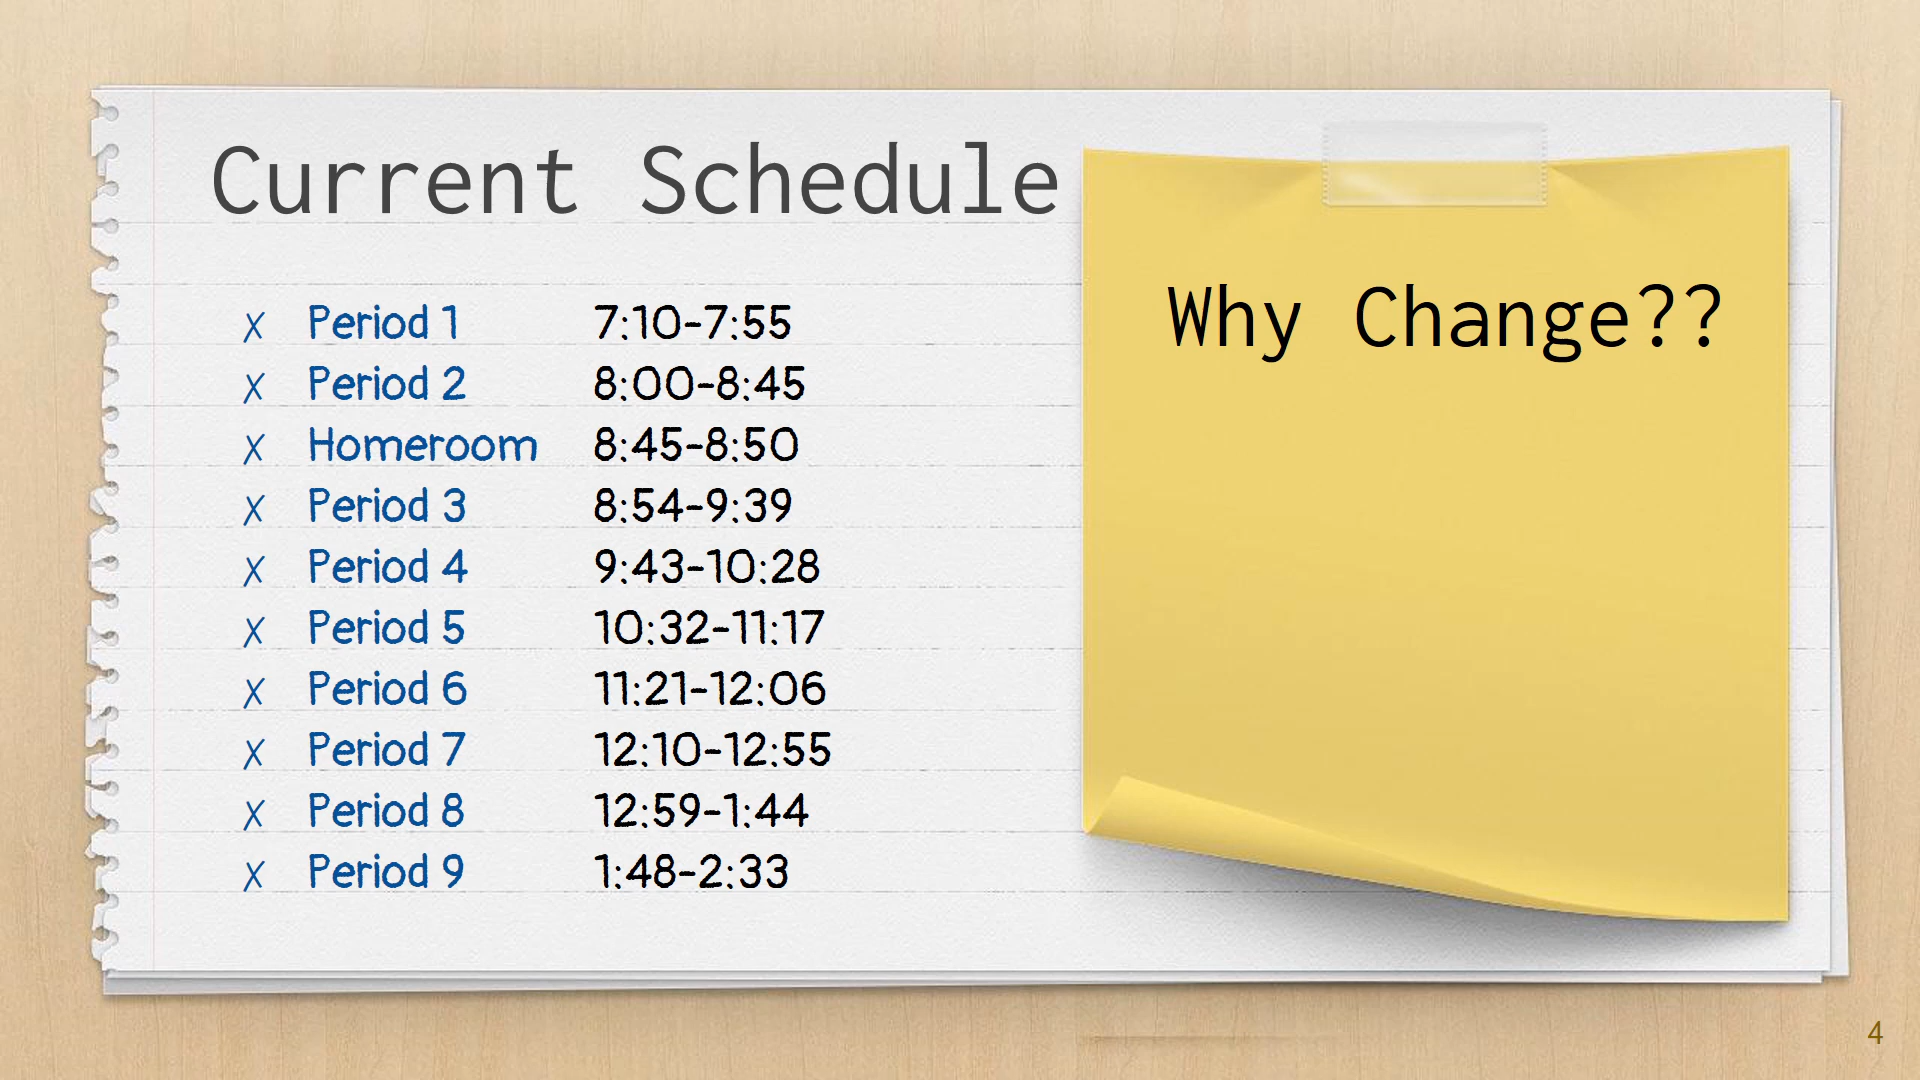 Current Schedule
✗ Period 1 7:10-7:55
✗ Period 2 8:00-8:45
✗ Homeroom 8:45-8:50
✗ Period 3 8:54-9:39
✗ Period 4 9:43-10:28
✗ Period 5 10:32-11:17
✗ Period 6 11:21-12:06
✗ Period 7 12:10-12:55
✗ Period 8 12:59-1:44
✗ Period 9 1:48-2:33
Why Change??
4